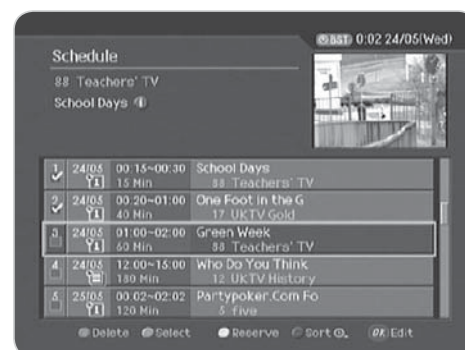 BST 0:02 24/05(Wed)
Schedule
88 Teachers' TV
School Days
1 24/05 00:15~00:30 School Days
15 Min 88 Teachers' TV
2 24/05 00:20~01:00 One Foot in the G
40 Min 17 UKTV Gold
3 24/05 01:00~02:00 Green Week
60 Min 88 Teachers' TV
4 24/05 12:00~15:00 Who Do You Think
180 Min 12 UKTV History
5 25/05 00:02~02:02 Partypoker.Com Fo
120 Min 5 five
Delete Select Reserve Sort OK Edit